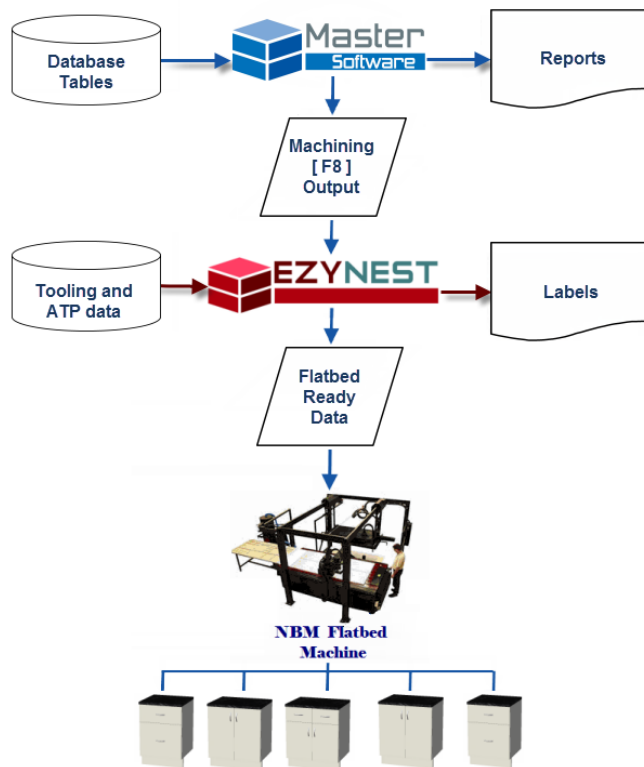 Database
Tables
Master
Software
Reports
Machining
[ F8 ]
Output
Tooling and
ATP data
EZYNEST
Labels
Flatbed
Ready
Data
NBM Flatbed
Machine